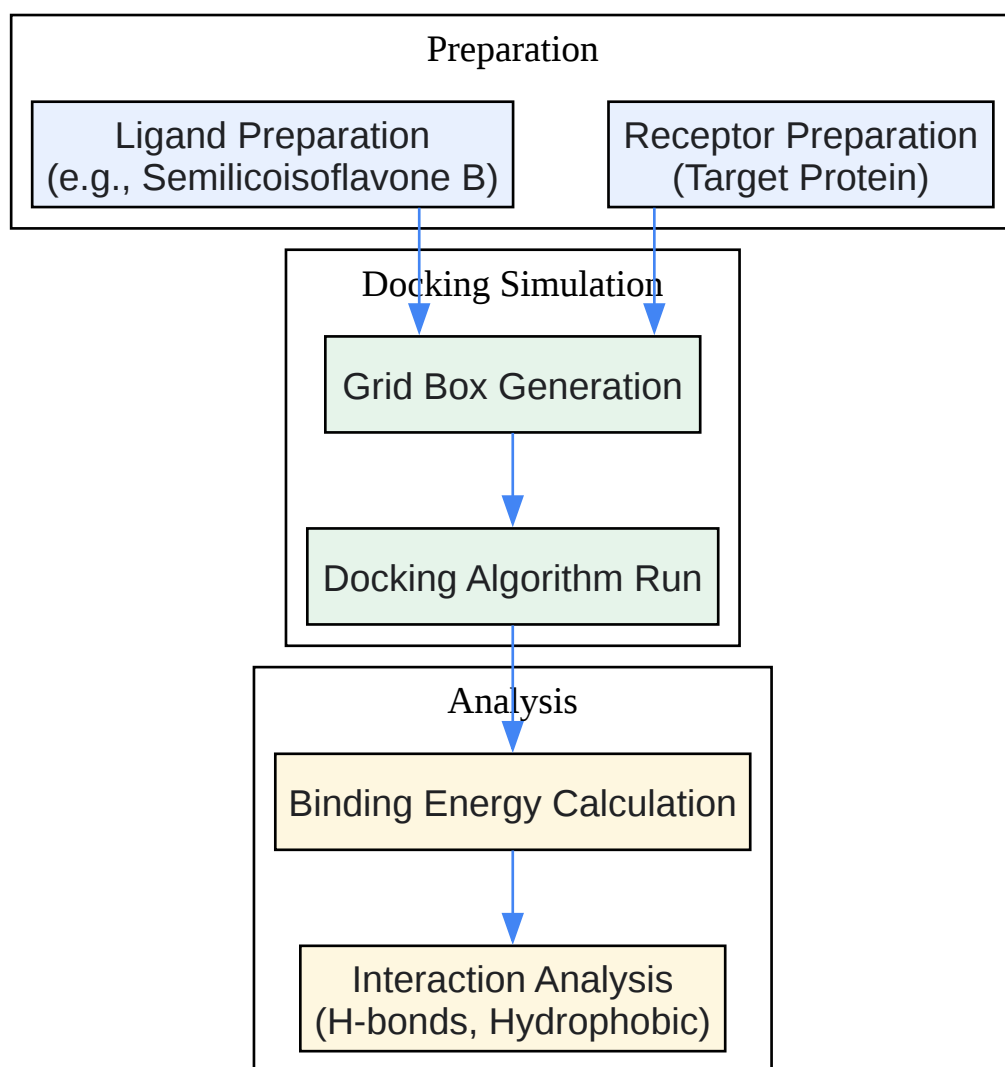 Preparation
Ligand Preparation
(e.g., Semilicoisoflavone B)
Receptor Preparation
(Target Protein)
Docking Simulation
Grid Box Generation
Docking Algorithm Run
Analysis
Binding Energy Calculation
Interaction Analysis
(H-bonds, Hydrophobic)